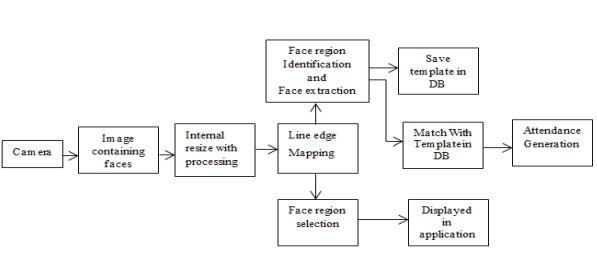 Camera
Image
containing
faces
Internal
resize with
processing
Line edge
Mapping
Face region
Identification
and
Face extraction
Save
template in
DB
Match With
Templatein
DB
Attendance
Generation
Face region
selection
Displayed
in
application